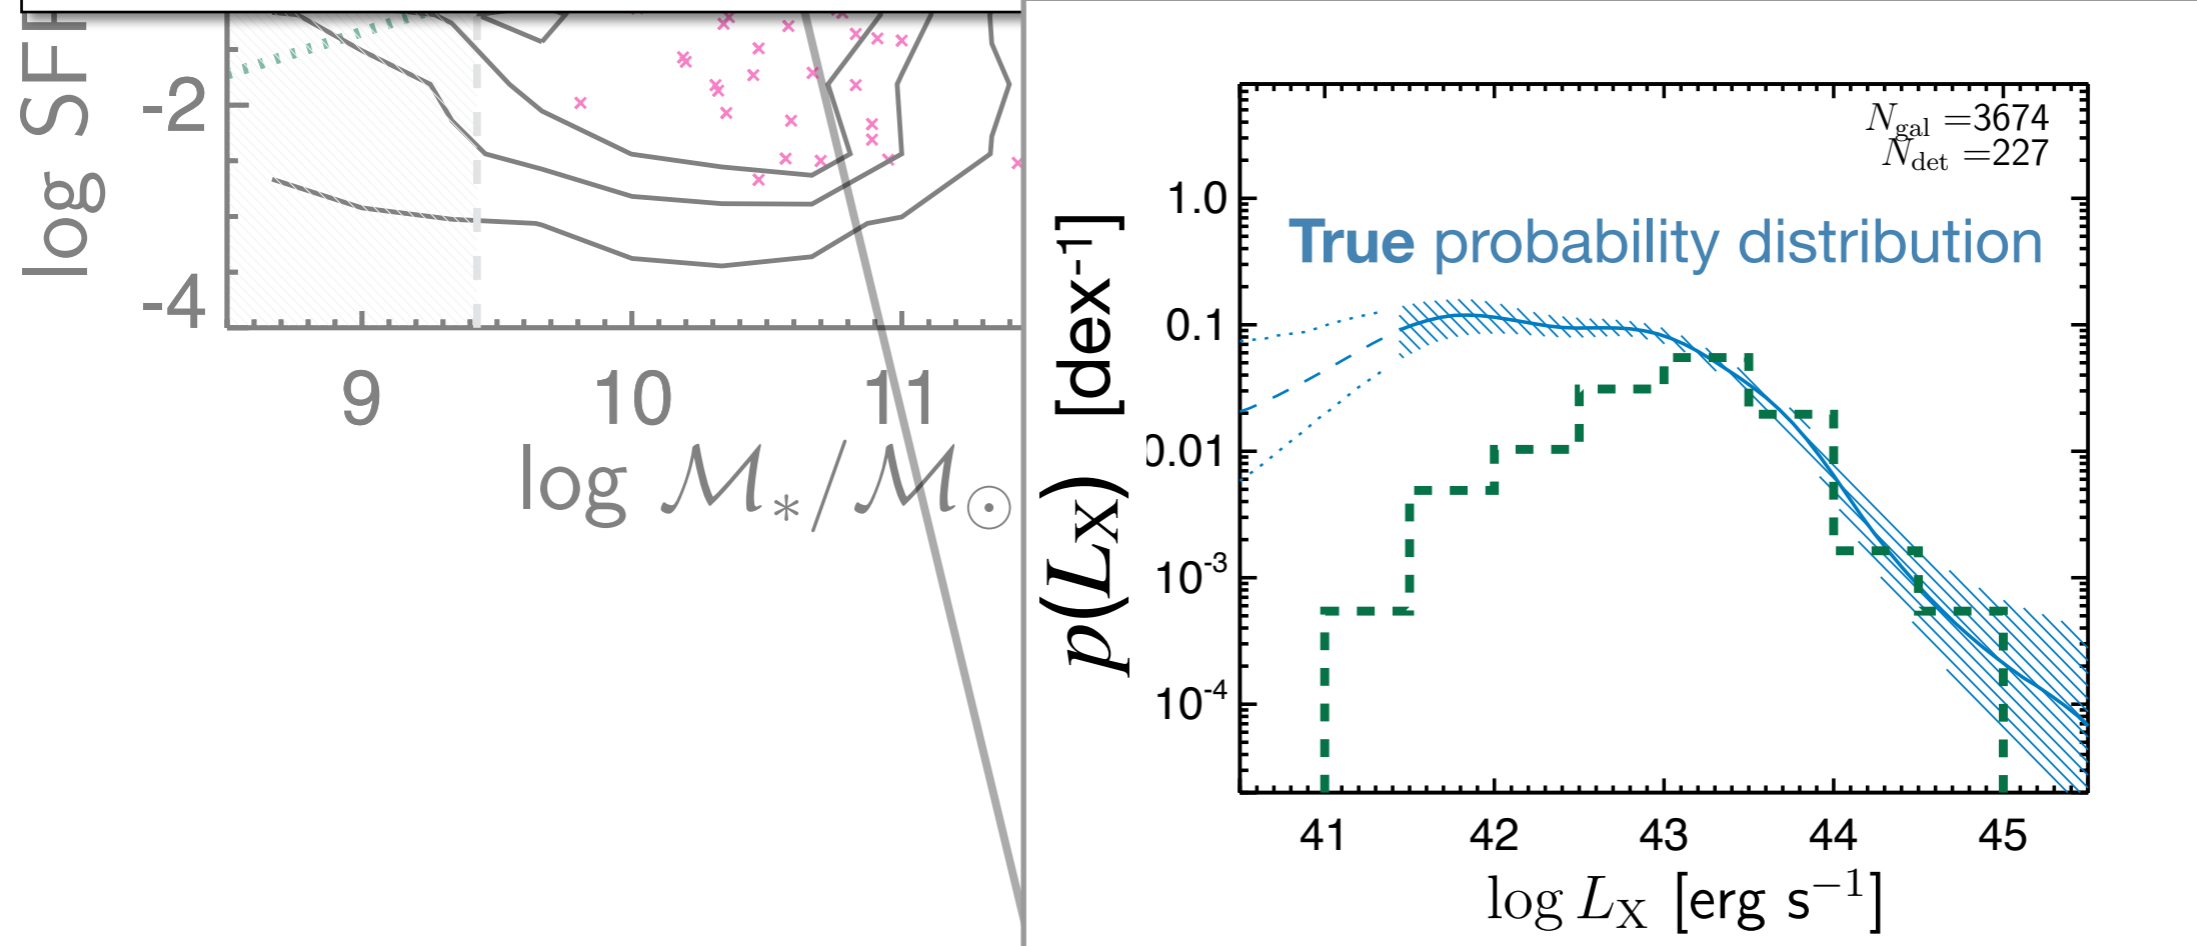 log SF
-2
-4
9 10 11
log ℳ*/ℳ⊙
N_gal =3674
N_det =227
True probability distribution
p(L_X) [dex⁻¹]
1.0
0.1
0.01
10⁻³
10⁻⁴
41 42 43 44 45
log L_X [erg s⁻¹]